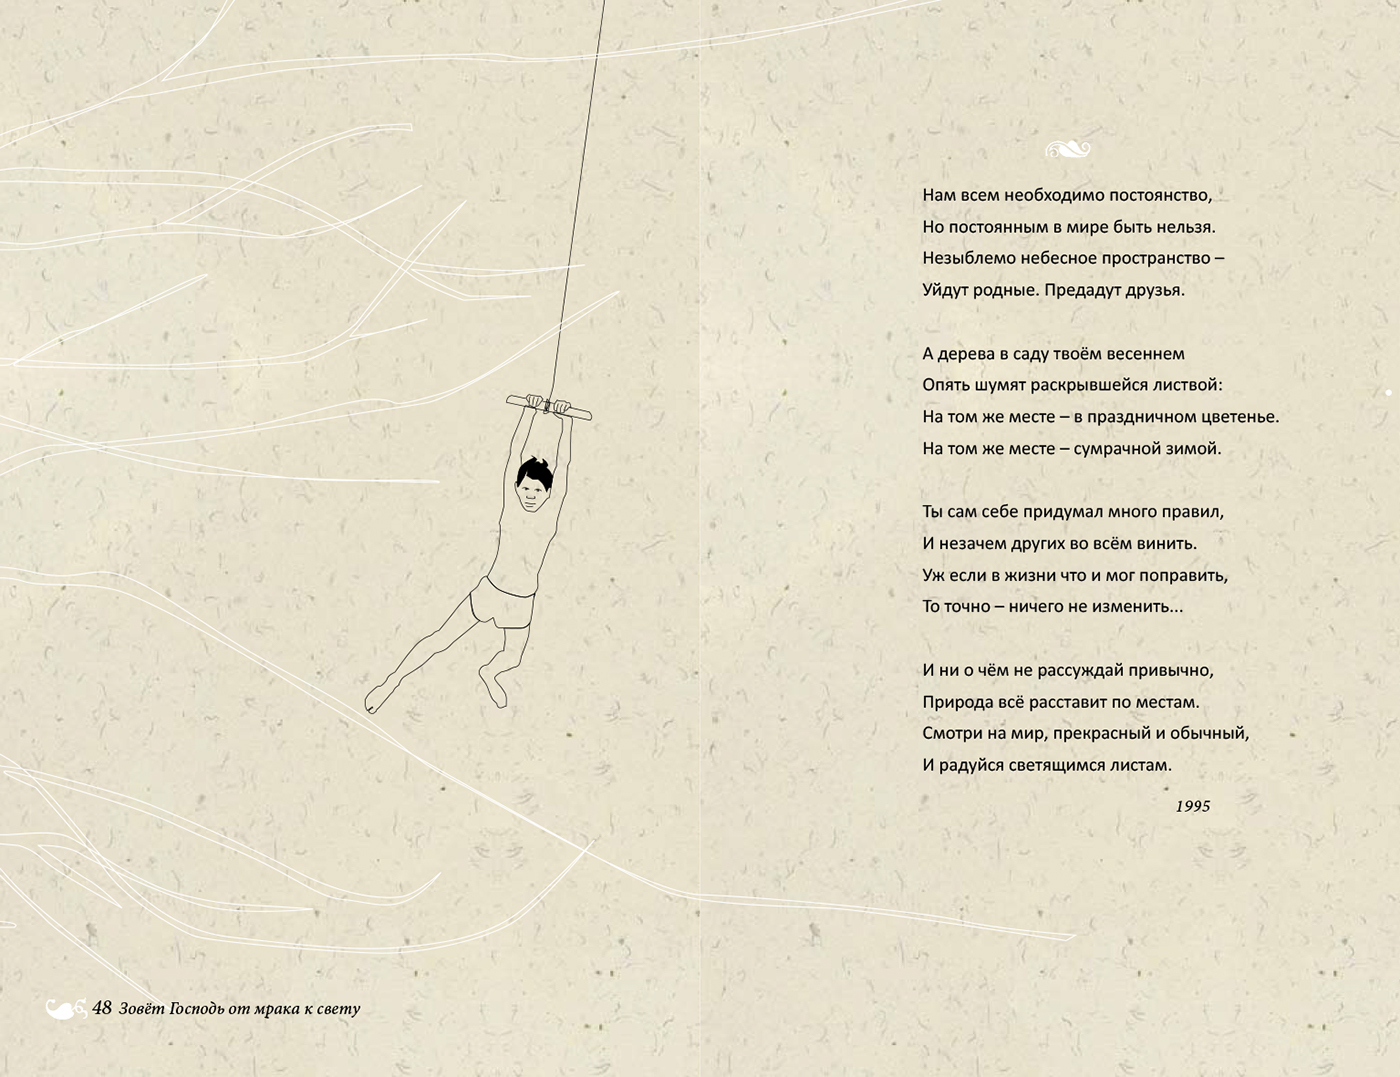 Нам всем необходимо постоянство,
Но постоянным в мире быть нельзя.
Незыблемо небесное пространство –
Уйдут родные. Предадут друзья.
А дерева в саду твоём весеннем
Опять шумят раскрывшейся листвой:
На том же месте – в праздничном цветенье.
На том же месте – сумрачной зимой.
Ты сам себе придумал много правил,
И незачем других во всём винить.
Уж если в жизни что и мог поправить,
То точно – ничего не изменить...
И ни о чём не рассуждай привычно,
Природа всё расставит по местам.
Смотри на мир, прекрасный и обычный,
И радуйся светящимся листам.
1995
48 Зовёт Господь от мрака к свету